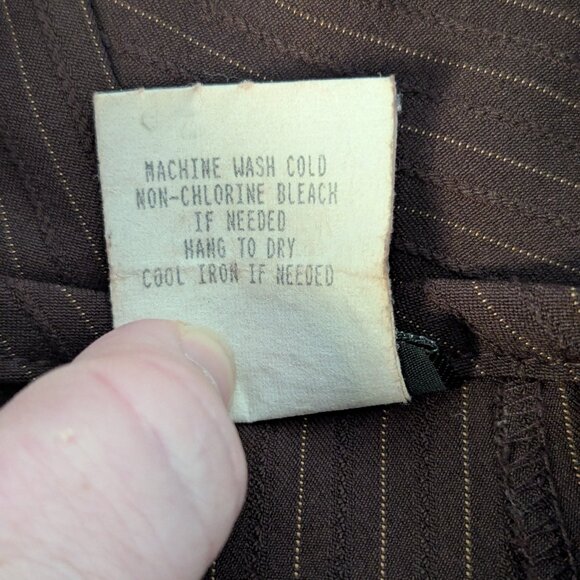 MACHINE WASH COLD
NON-CHLORINE BLEACH
IF NEEDED
HANG TO DRY
COOL IRON IF NEEDED